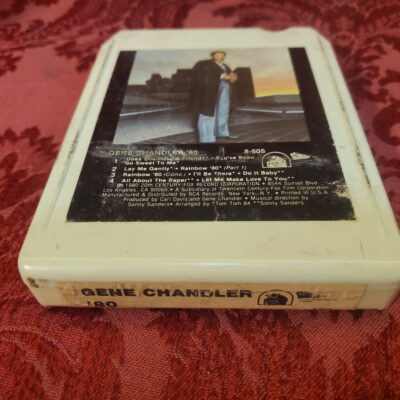 GENE CHANDLER '80
8-605
1 Does She Have A Friend • You've Been
So Sweet To Me*
2 Lay Me Gently* • Rainbow '80* (Part 1)
3 Rainbow '80 (Conc.) • I'll Be There* • Do It Baby**
4 All About The Paper** • Let Me Make Love To You**
℗ 1980 20TH CENTURY-FOX RECORD CORPORATION • 8544 Sunset Blvd.,
Los Angeles, CA 90069 • A Subsidiary of Twentieth Century-Fox Film Corporation
Manufactured & Distributed by RCA Records, New York, N.Y. • Printed in U.S.A.
Produced by Carl Davis and Gene Chandler • Musical direction by
Sonny Sanders • Arranged by *Tom Tom 84 **Sonny Sanders
GENE CHANDLER
'80